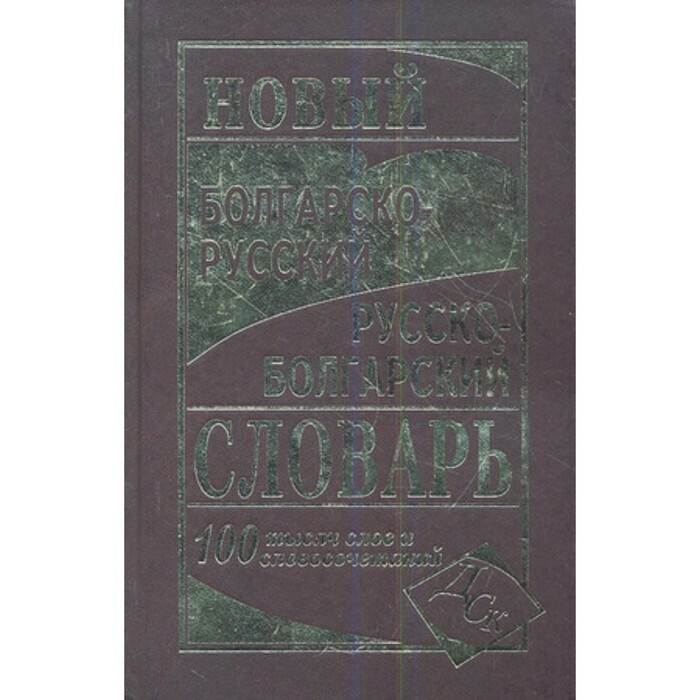 НОВЫЙ
БОЛГАРСКО-
РУССКИЙ
РУССКО-
БОЛГАРСКИЙ
СЛОВАРЬ
100 тысяч слов и
словосочетаний
ДСК